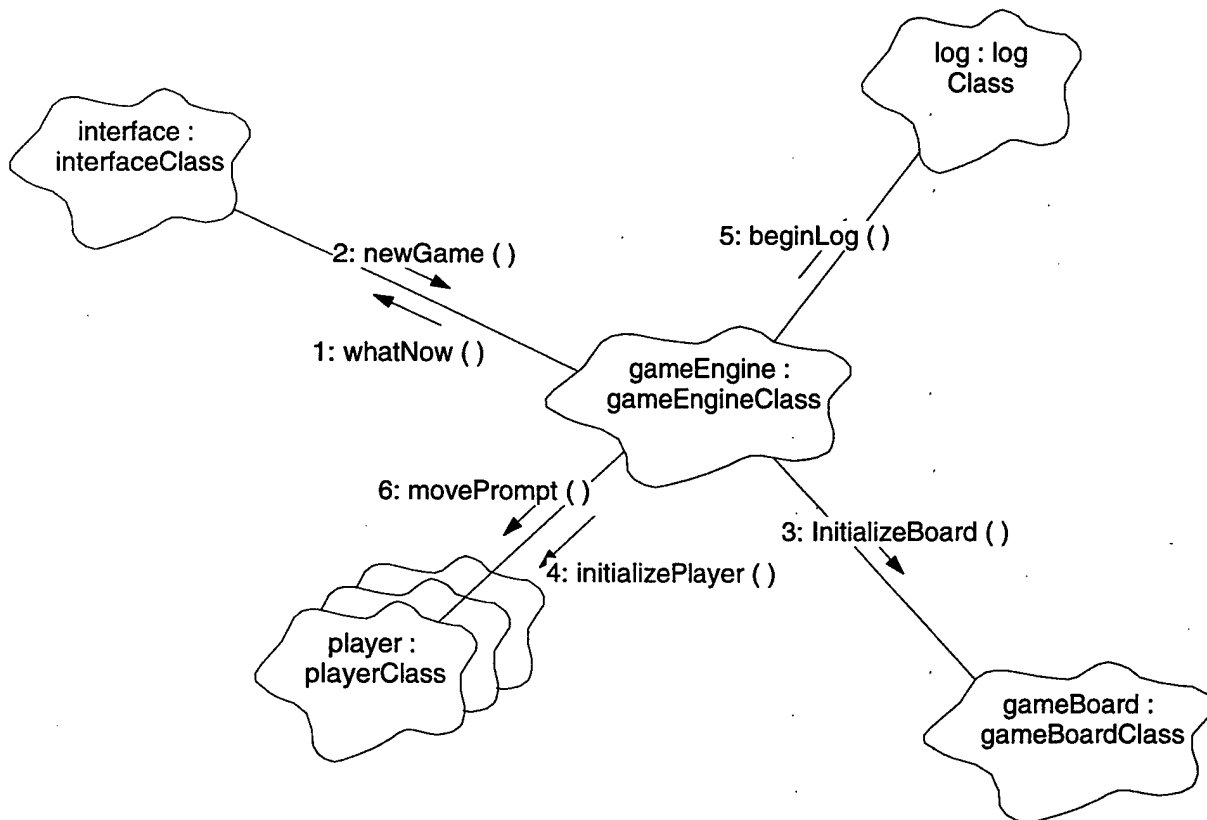 log : log
Class
interface :
interfaceClass
5: beginLog ( )
2: newGame ( )
1: whatNow ( )
gameEngine :
gameEngineClass
6: movePrompt ( )
3: InitializeBoard ( )
4: initializePlayer ( )
player :
playerClass
gameBoard :
gameBoardClass